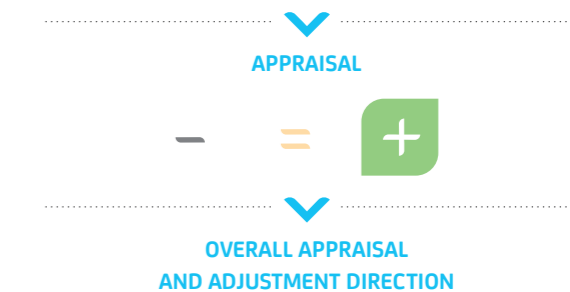 APPRAISAL
- = +
OVERALL APPRAISAL
AND ADJUSTMENT DIRECTION